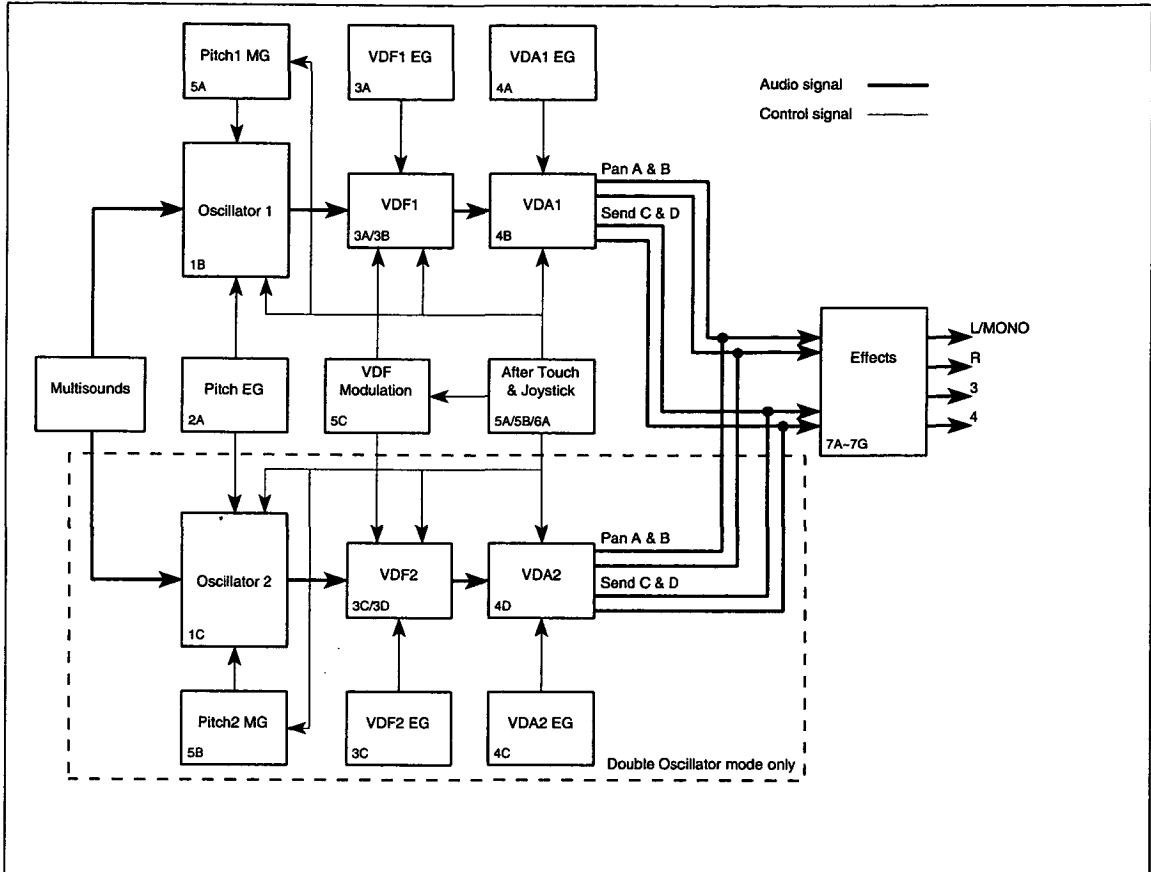 Pitch1 MG
5A
VDF1 EG
3A
VDA1 EG
4A
Audio signal
Control signal
Oscillator 1
1B
VDF1
3A/3B
VDA1
4B
Pan A & B
Send C & D
Multisounds
Pitch EG
2A
VDF
Modulation
5C
After Touch
& Joystick
5A/5B/6A
Effects
7A~7G
L/MONO
R
3
4
Oscillator 2
1C
VDF2
3C/3D
VDA2
4D
Pan A & B
Send C & D
Pitch2 MG
5B
VDF2 EG
3C
VDA2 EG
4C
Double Oscillator mode only